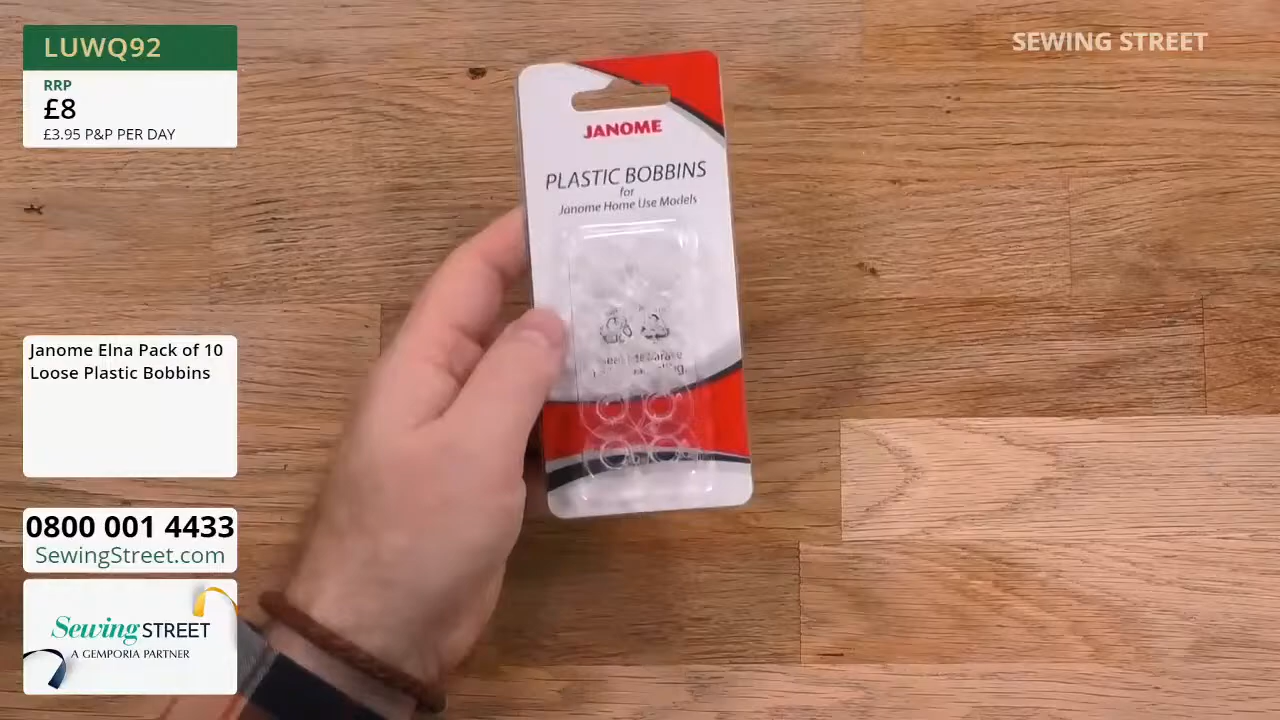 LUWQ92
RRP
£8
£3.95 P&P PER DAY
SEWING STREET
JANOME
PLASTIC BOBBINS
for
Janome Home Use Models
Janome Elna Pack of 10
Loose Plastic Bobbins
0800 001 4433
SewingStreet.com
Sewing STREET
A GEMPORIA PARTNER